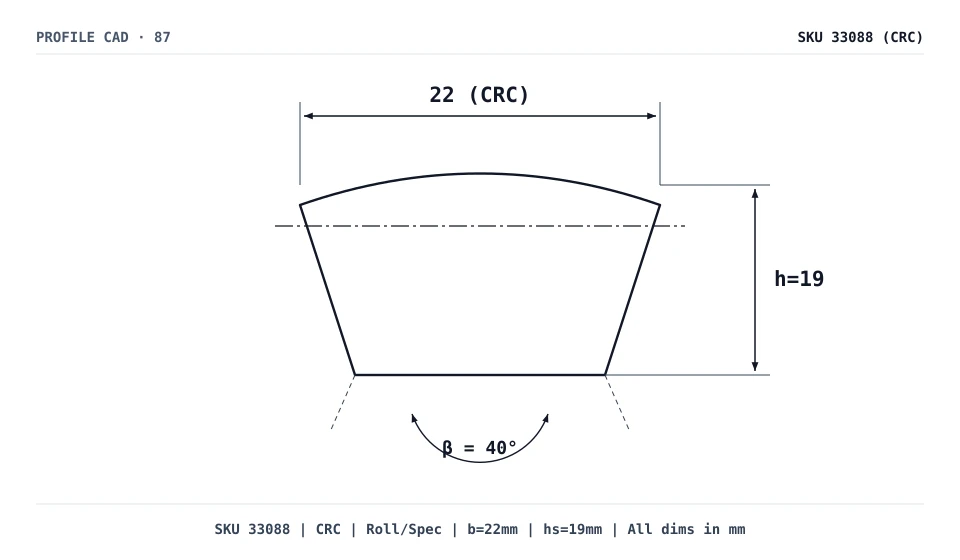 PROFILE CAD · 87
SKU 33088 (CRC)
22 (CRC)
h=19
β = 40°
SKU 33088 | CRC | Roll/Spec | b=22mm | hs=19mm | All dims in mm